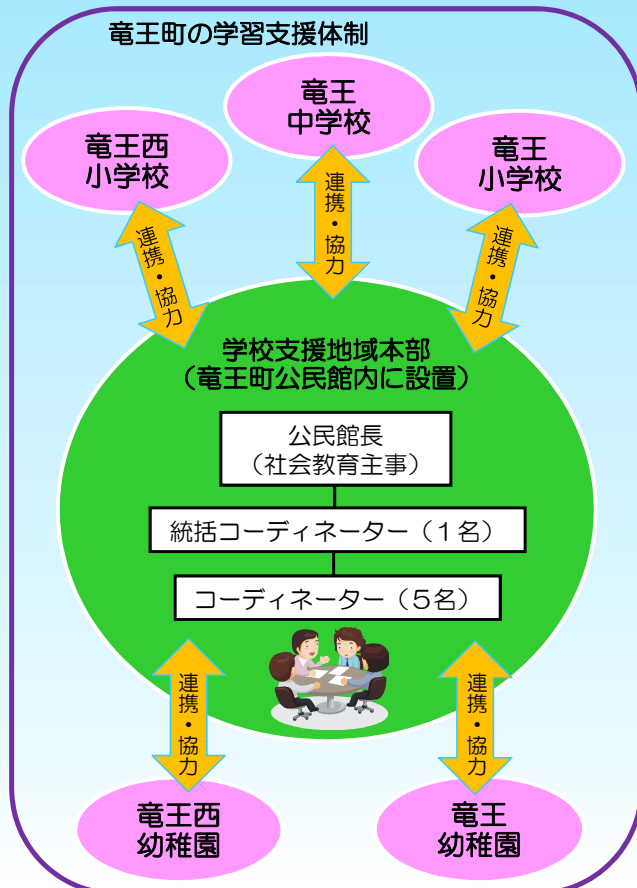 竜王町の学習支援体制
竜王
中学校
竜王西
小学校
竜王
小学校
連携・協力
連携・協力
連携・協力
学校支援地域本部
（竜王町公民館内に設置）
公民館長
（社会教育主事）
統括コーディネーター（１名）
コーディネーター（５名）
連携・協力
連携・協力
竜王西
幼稚園
竜王
幼稚園